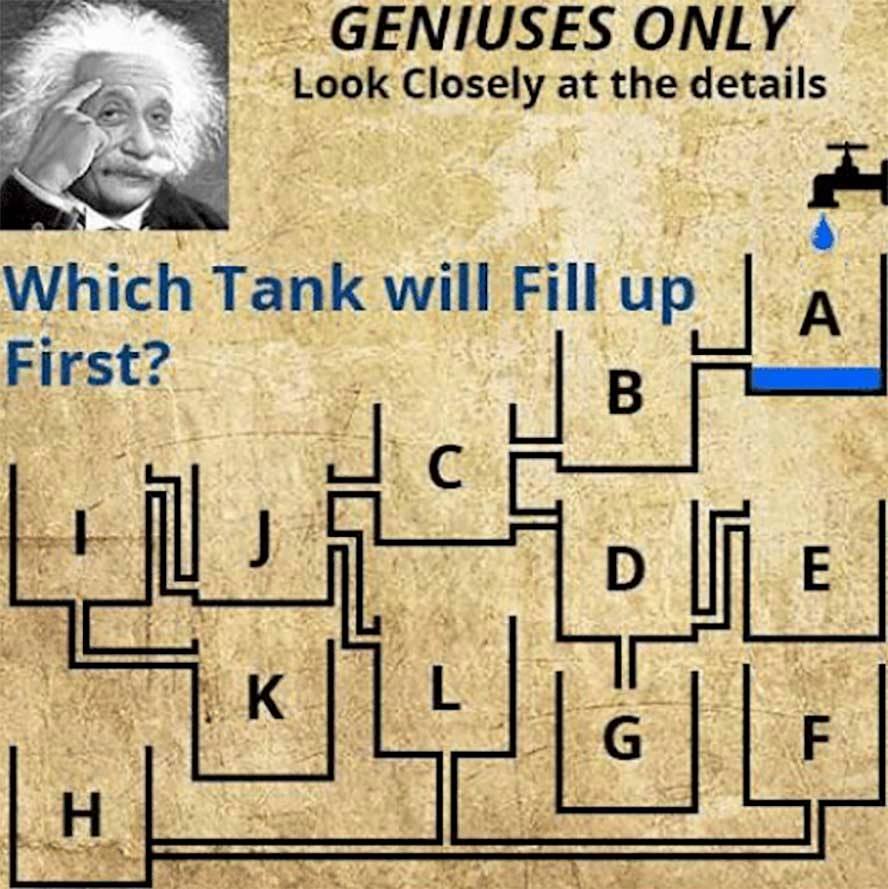 GENIUSES ONLY
Look Closely at the details
Which Tank will Fill up
First?
A
B
C
I
J
D
E
K
L
G
F
H